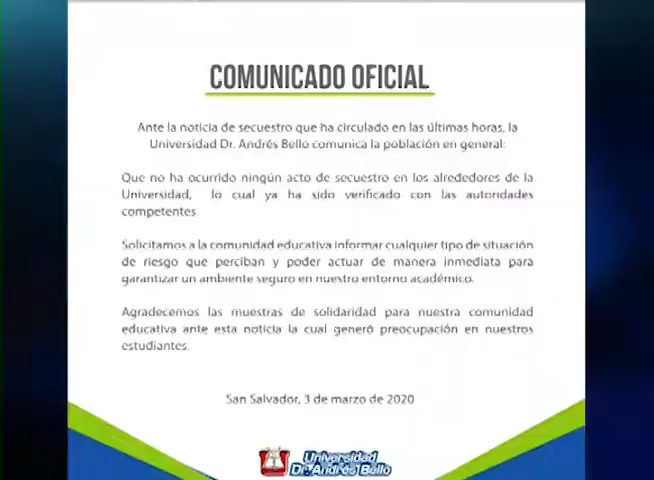 COMUNICADO OFICIAL
Ante la noticia de secuestro que ha circulado en las últimas horas, la
Universidad Dr. Andrés Bello comunica la población en general:
Que no ha ocurrido ningún acto de secuestro en los alrededores de la
Universidad, lo cual ya ha sido verificado con las autoridades
competentes.
Solicitamos a la comunidad educativa informar cualquier tipo de situación
de riesgo que perciban y poder actuar de manera inmediata para
garantizar un ambiente seguro en nuestro entorno académico.
Agradecemos las muestras de solidaridad para nuestra comunidad
educativa ante esta noticia la cual generó preocupación en nuestros
estudiantes.
San Salvador, 3 de marzo de 2020
Universidad
Dr. Andrés Bello